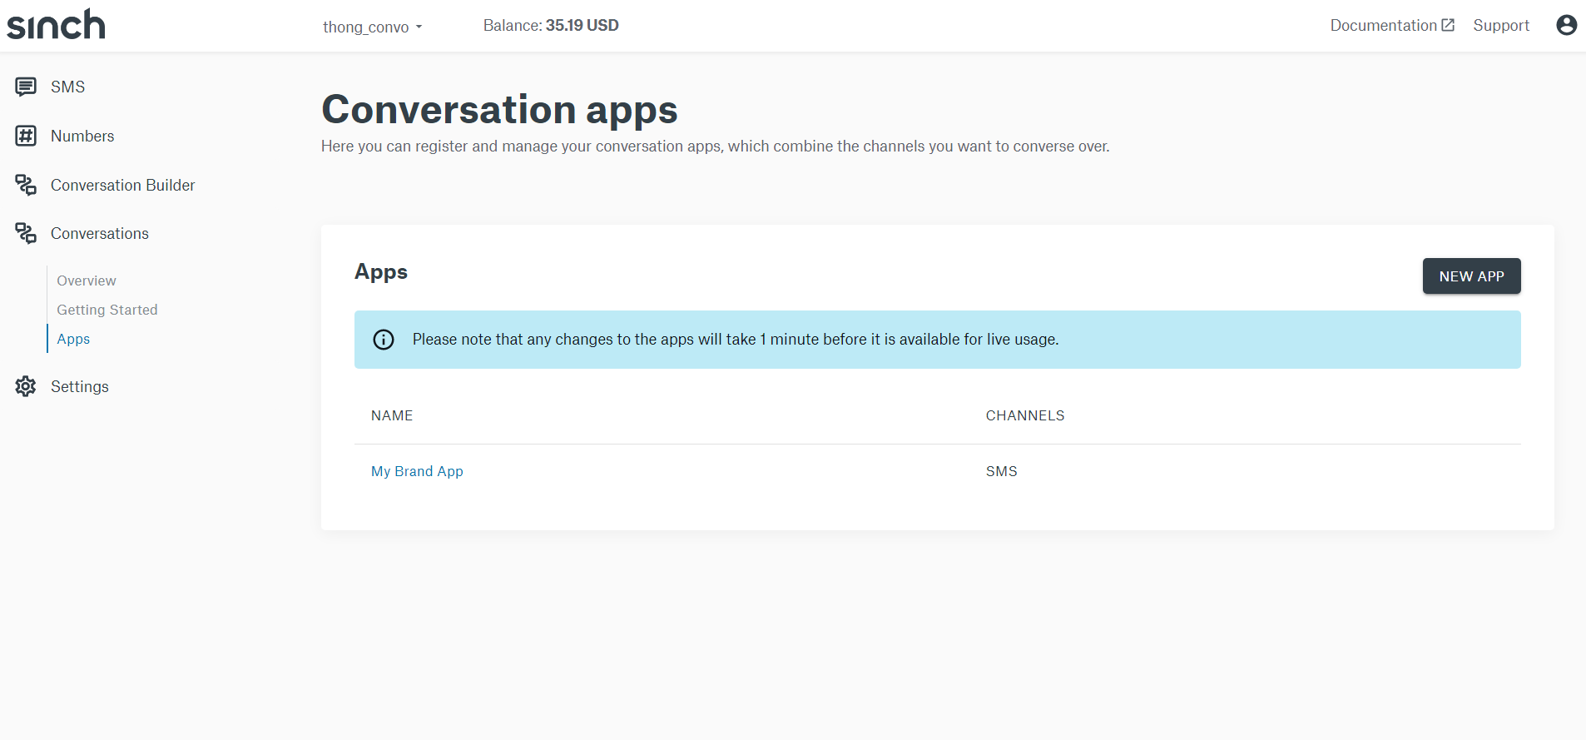 sinch
thong_convo
Balance: 35.19 USD
Documentation
Support
SMS
Numbers
Conversation Builder
Conversations
Overview
Getting Started
Apps
Settings
Conversation apps
Here you can register and manage your conversation apps, which combine the channels you want to converse over.
Apps
NEW APP
Please note that any changes to the apps will take 1 minute before it is available for live usage.
NAME
CHANNELS
My Brand App
SMS